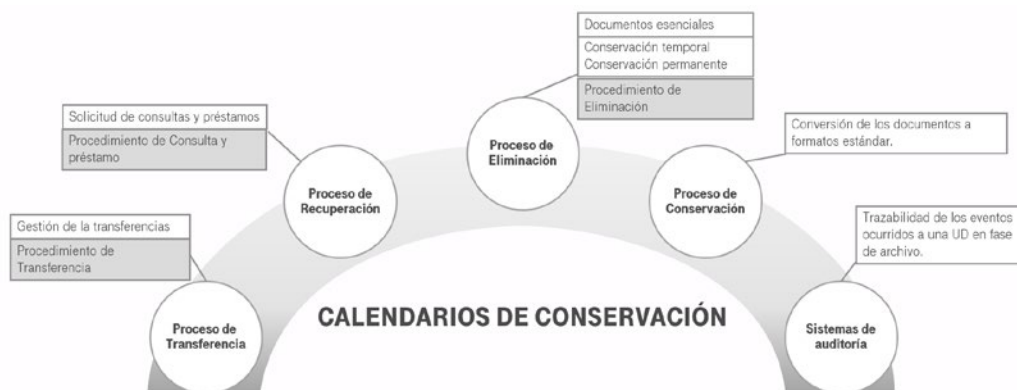 Gestión de la transferencias
Procedimiento de
Transferencia
Proceso de
Transferencia
Solicitud de consultas y préstamos
Procedimiento de Consulta y
préstamo
Proceso de
Recuperación
Documentos esenciales
Conservación temporal
Conservación permanente
Procedimiento de
Eliminación
Proceso de
Eliminación
Conversión de los documentos a
formatos estándar.
Proceso de
Conservación
Trazabilidad de los eventos
ocurridos a una UD en fase
de archivo.
Sistemas de
auditoría
CALENDARIOS DE CONSERVACIÓN